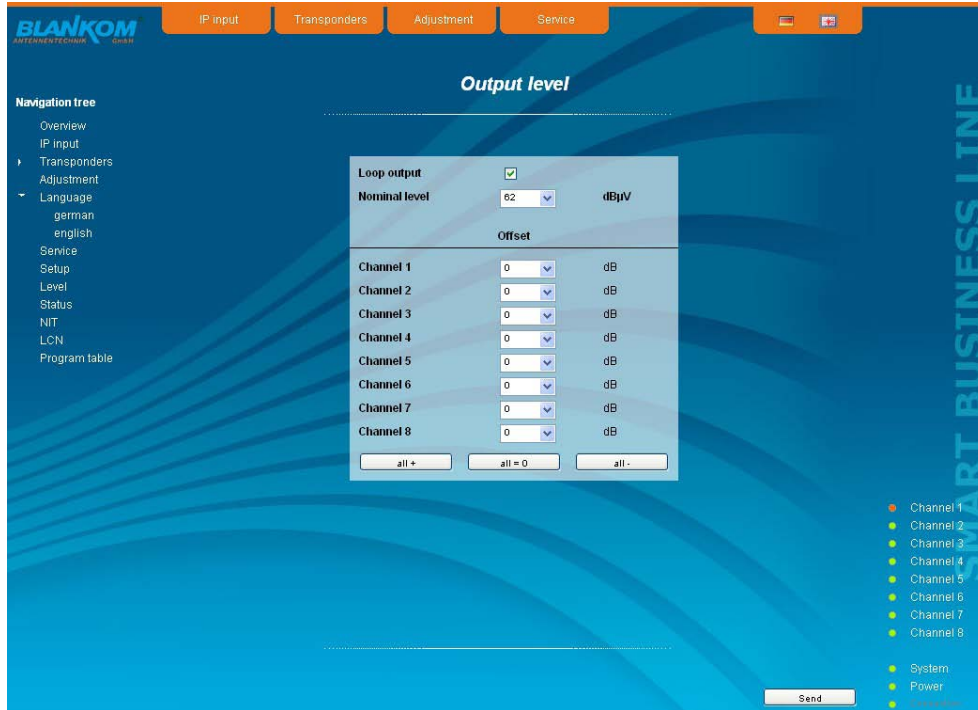 BLANKOM
ANTENNENTECHNIK GmbH
IP input
Transponders
Adjustment
Service
Output level
Navigation tree
Overview
IP input
Transponders
Adjustment
Language
german
english
Service
Setup
Level
Status
NIT
LCN
Program table
Loop output
Nominal level 62 dBµV
Offset
Channel 1 0 dB
Channel 2 0 dB
Channel 3 0 dB
Channel 4 0 dB
Channel 5 0 dB
Channel 6 0 dB
Channel 7 0 dB
Channel 8 0 dB
all + all = 0 all -
SMART BUSINESS LINE
Channel 1
Channel 2
Channel 3
Channel 4
Channel 5
Channel 6
Channel 7
Channel 8
System
Power
Send